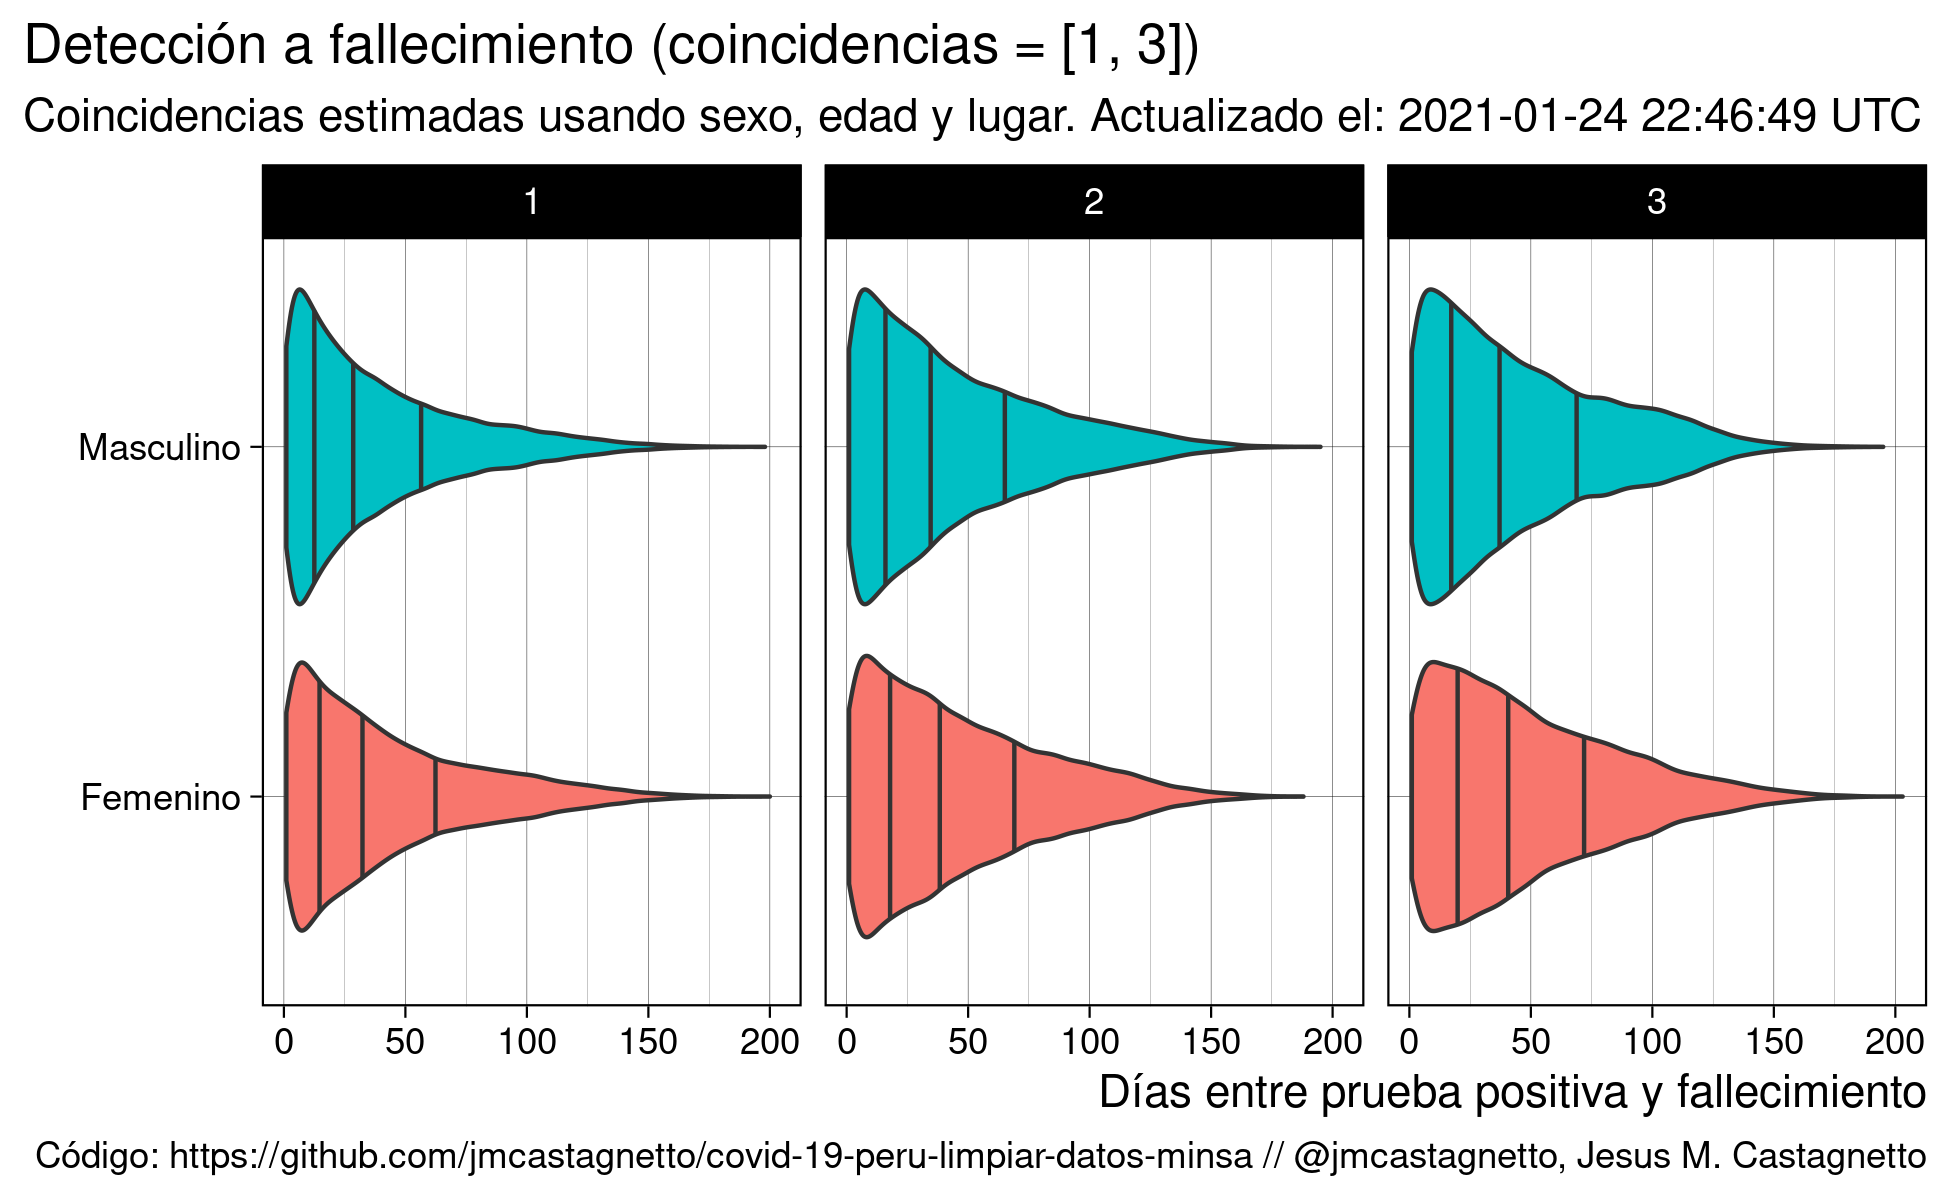 Detección a fallecimiento (coincidencias = [1, 3])
Coincidencias estimadas usando sexo, edad y lugar. Actualizado el: 2021-01-24 22:46:49 UTC
1 2 3
Masculino
Femenino
0 50 100 150 200 0 50 100 150 200 0 50 100 150 200
Días entre prueba positiva y fallecimiento
Código: https://github.com/jmcastagnetto/covid-19-peru-limpiar-datos-minsa // @jmcastagnetto, Jesus M. Castagnetto